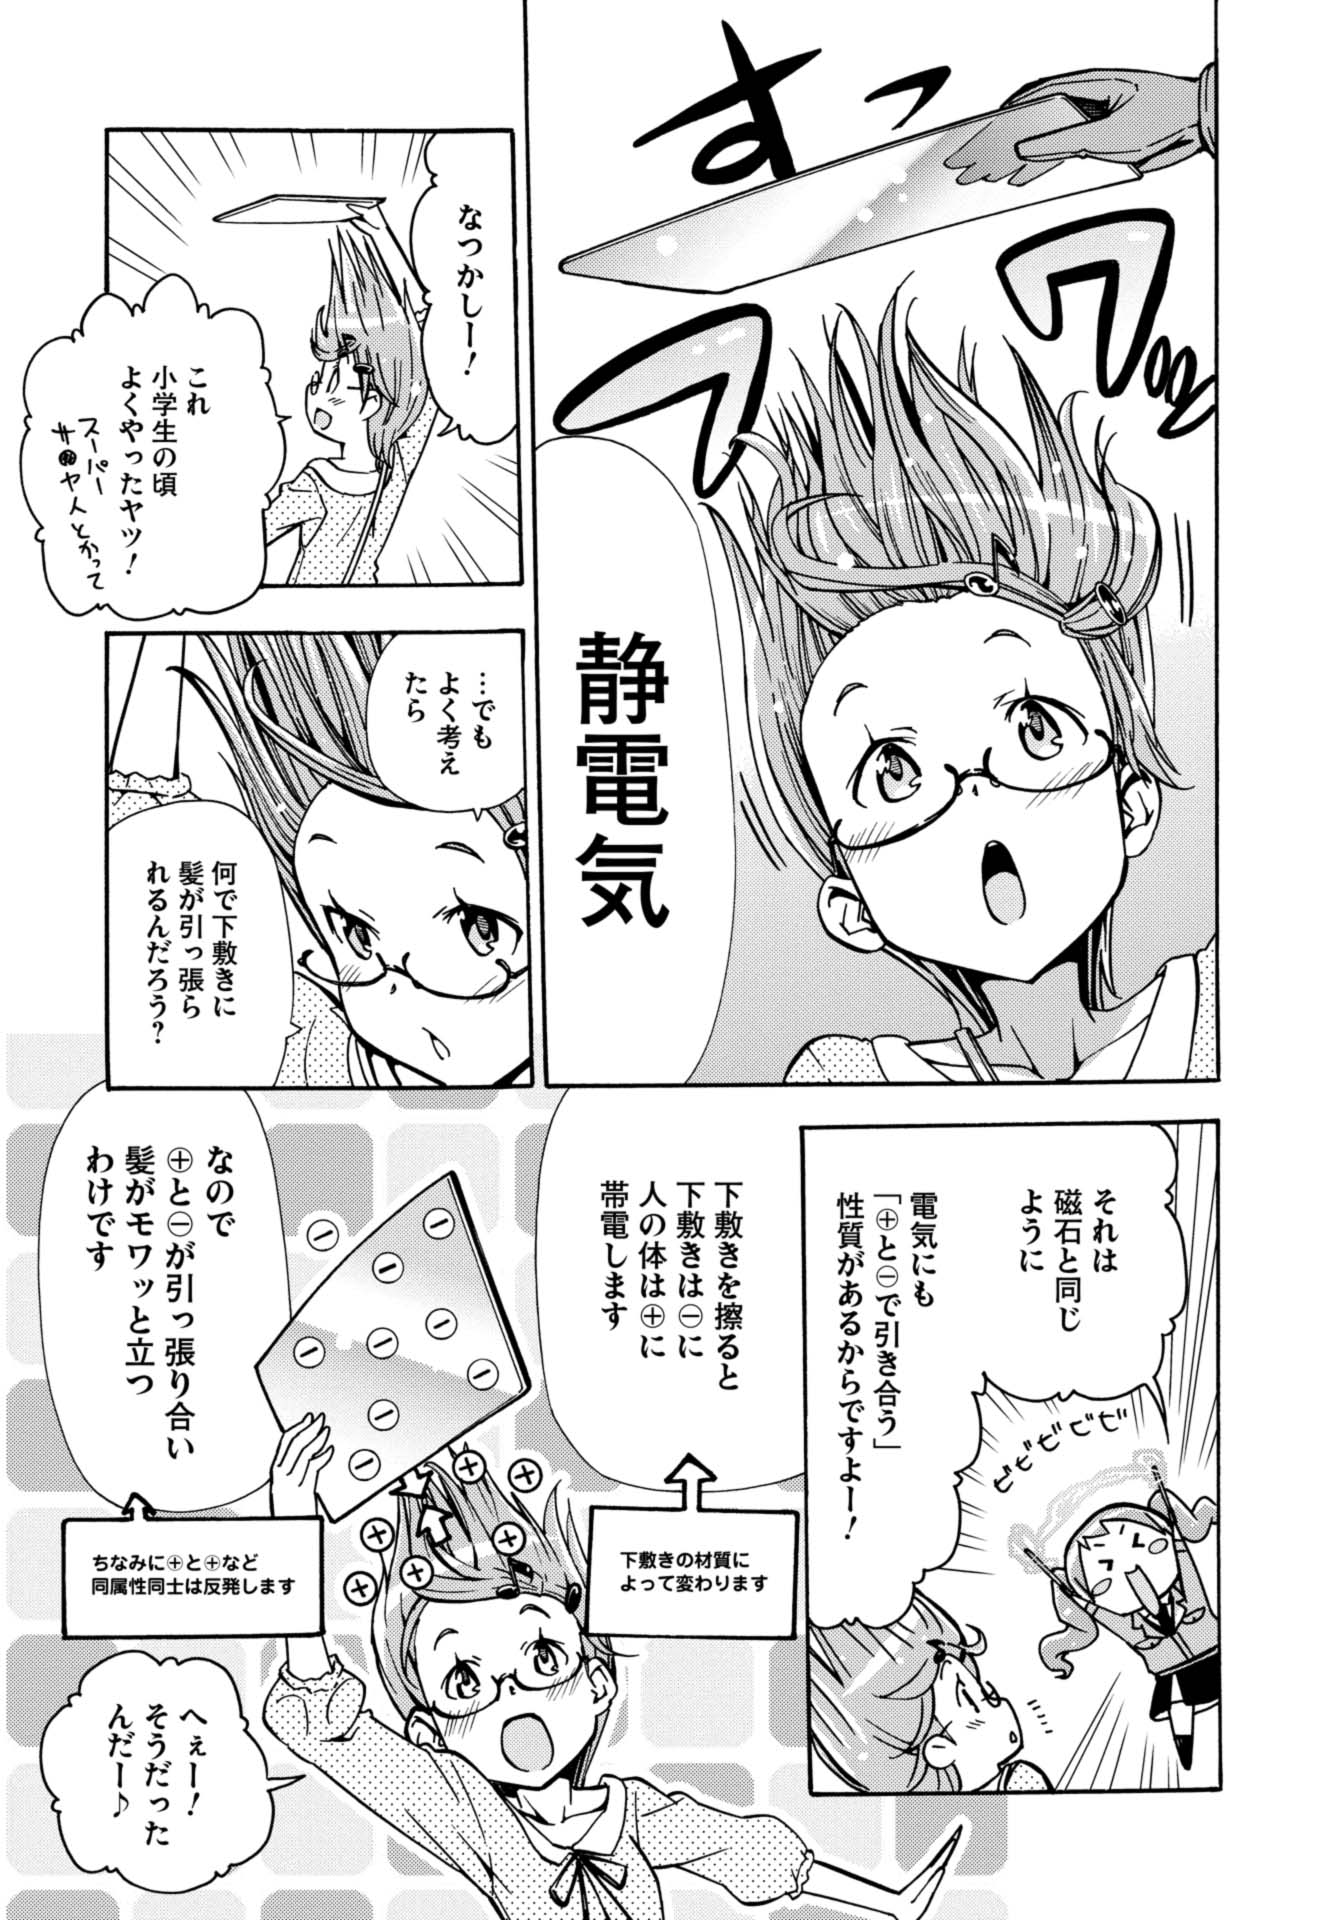 すっ
フワ
静電気
なつかしー！
これ
小学生の頃
よくやったヤツ！
スーパー
サ●ヤ人とかって
…でも
よく考え
たら
何で下敷きに
髪が引っ張ら
れるんだろう？
それは
磁石と同じ
ように
電気にも
「⊕と⊖で引き合う」
性質があるからですよー！
ビビビビビ
下敷きを擦ると
下敷きは⊖に
人の体は⊕に
帯電します
下敷きの材質に
よって変わります
なので
⊕と⊖が引っ張り合い
髪がモワッと立つ
わけです
ちなみに⊕と⊕など
同属性同士は反発します
へぇー！
そうだった
んだー♪